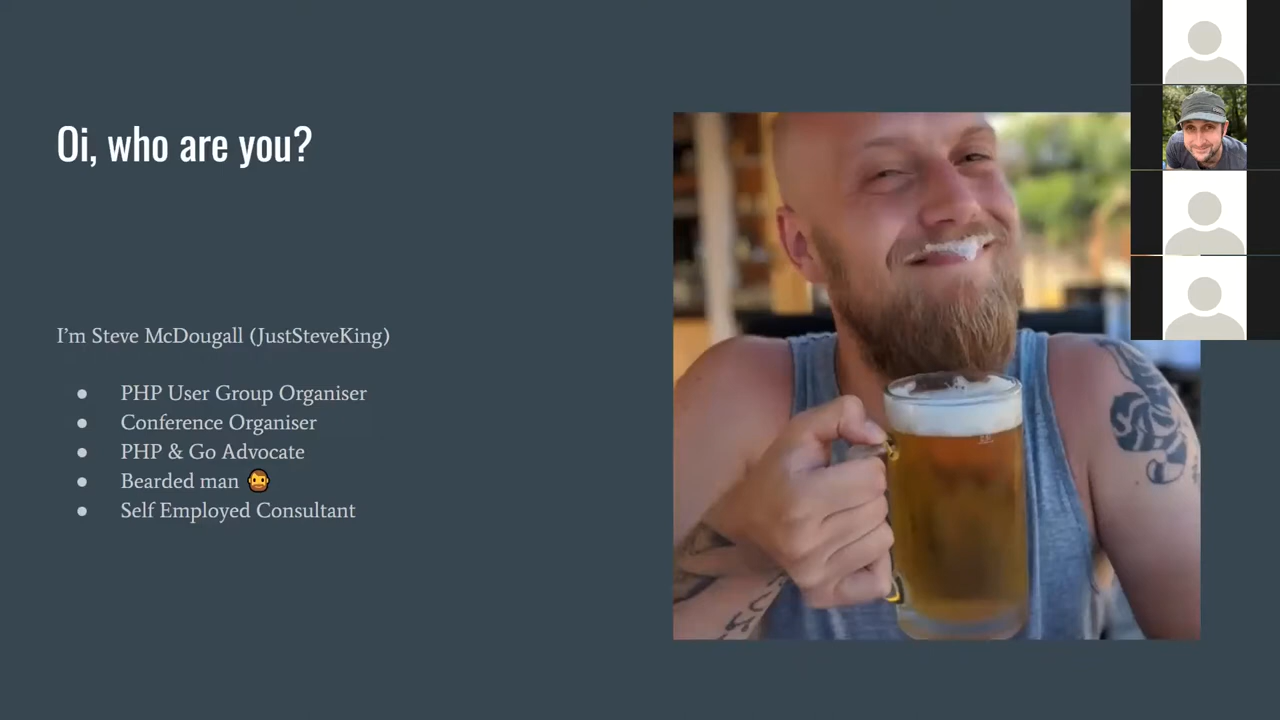 Oi, who are you?
I'm Steve McDougall (JustSteveKing)
● PHP User Group Organiser
● Conference Organiser
● PHP & Go Advocate
● Bearded man 🧔
● Self Employed Consultant